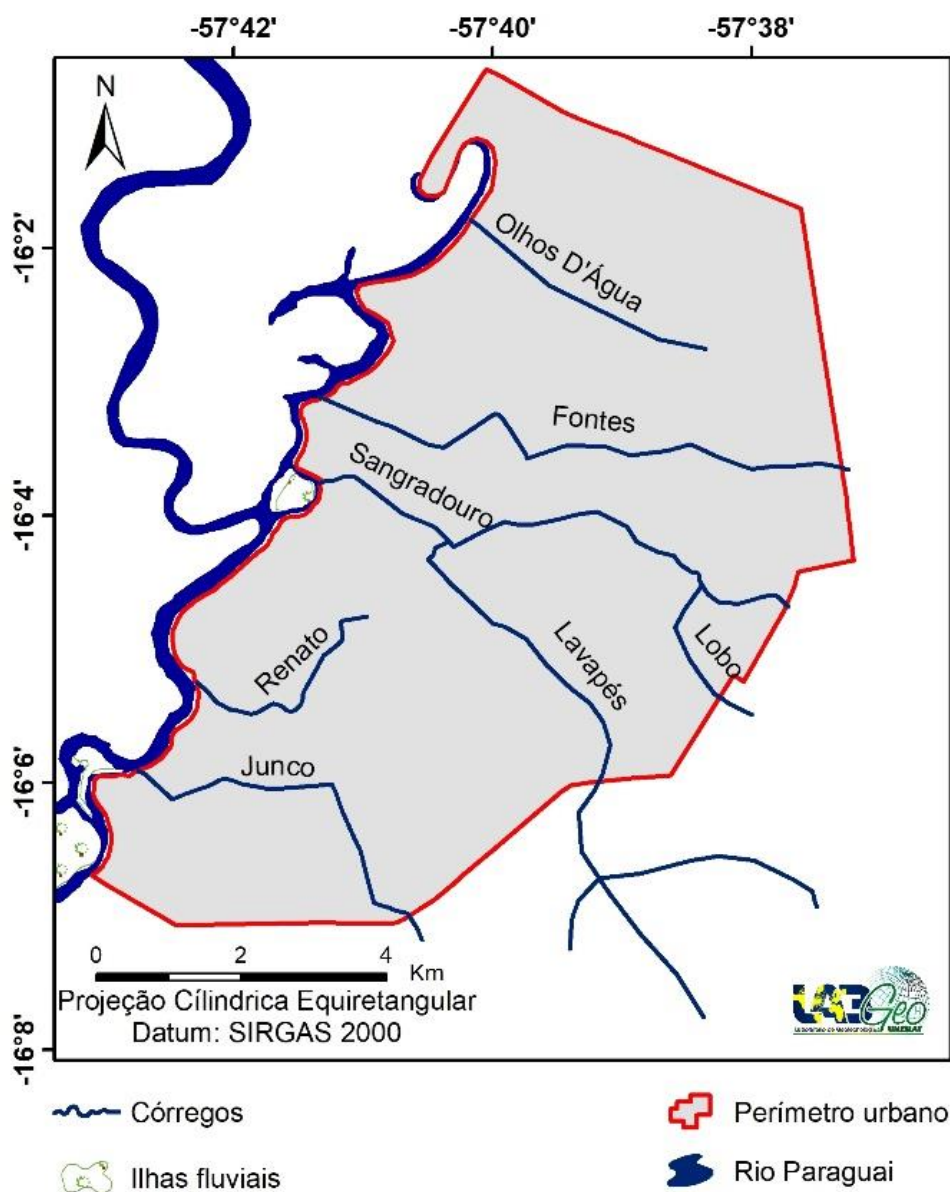 -57°42' -57°40' -57°38'
N
-16°2'
-16°4'
-16°6'
-16°8'
Olhos D'Água
Fontes
Sangradouro
Renato
Lavapés
Lobo
Junco
0 2 4
Km
Projeção Cílindrica Equiretangular
Datum: SIRGAS 2000
LABGeo
UNEMAT
Córregos
Perímetro urbano
Ilhas fluviais
Rio Paraguai